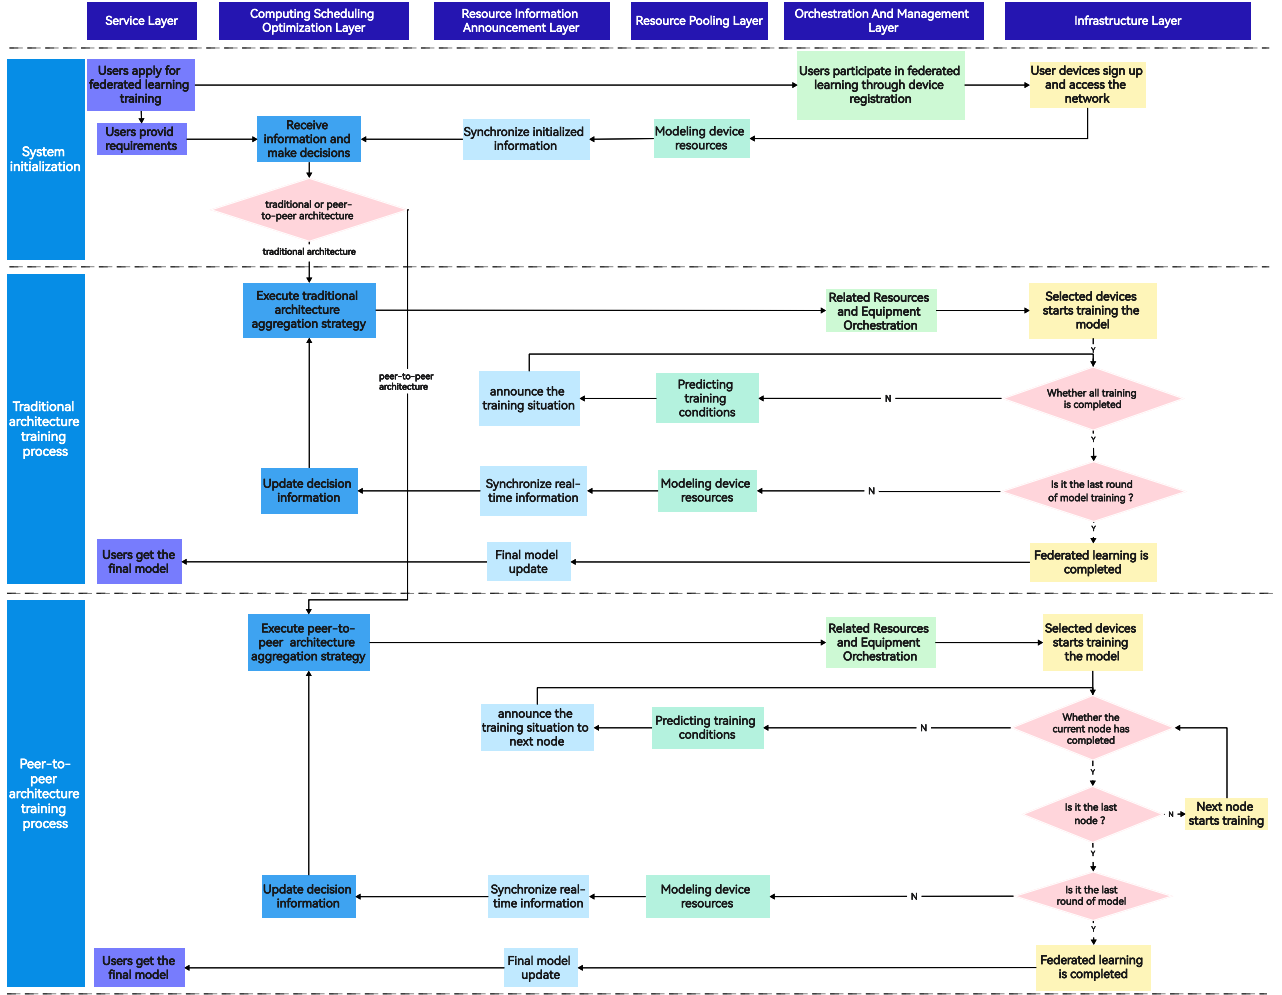 Service Layer
Computing Scheduling
Optimization Layer
Resource Information
Announcement Layer
Resource Pooling Layer
Orchestration And Management
Layer
Infrastructure Layer
System
initialization
Users apply for
federated learning
training
Users participate in federated
learning through device
registration
User devices sign up
and access the
network
Users provid
requirements
Receive
information and
make decisions
Synchronize initialized
information
Modeling device
resources
traditional or peer-
to-peer architecture
traditional architecture
Traditional
architecture
training
process
Execute traditional
architecture
aggregation strategy
Related Resources
and Equipment
Orchestration
Selected devices
starts training the
model
Y
peer-to-peer
architecture
announce the
training situation
Predicting
training
conditions
N
Whether all training
is completed
Y
Update decision
information
Synchronize real-
time information
Modeling device
resources
N
Is it the last round
of model training ?
Y
Users get the
final model
Final model
update
Federated learning is
completed
Peer-to-
peer
architecture
training
process
Execute peer-to-
peer architecture
aggregation strategy
Related Resources
and Equipment
Orchestration
Selected devices
starts training
the model
announce the
training situation to
next node
Predicting training
conditions
N
Whether the
current node has
completed
Y
Is it the last
node ?
N
Next node
starts training
Y
Update decision
information
Synchronize real-
time information
Modeling device
resources
N
Is it the last
round of model
Y
Users get the
final model
Final model
update
Federated learning
is completed